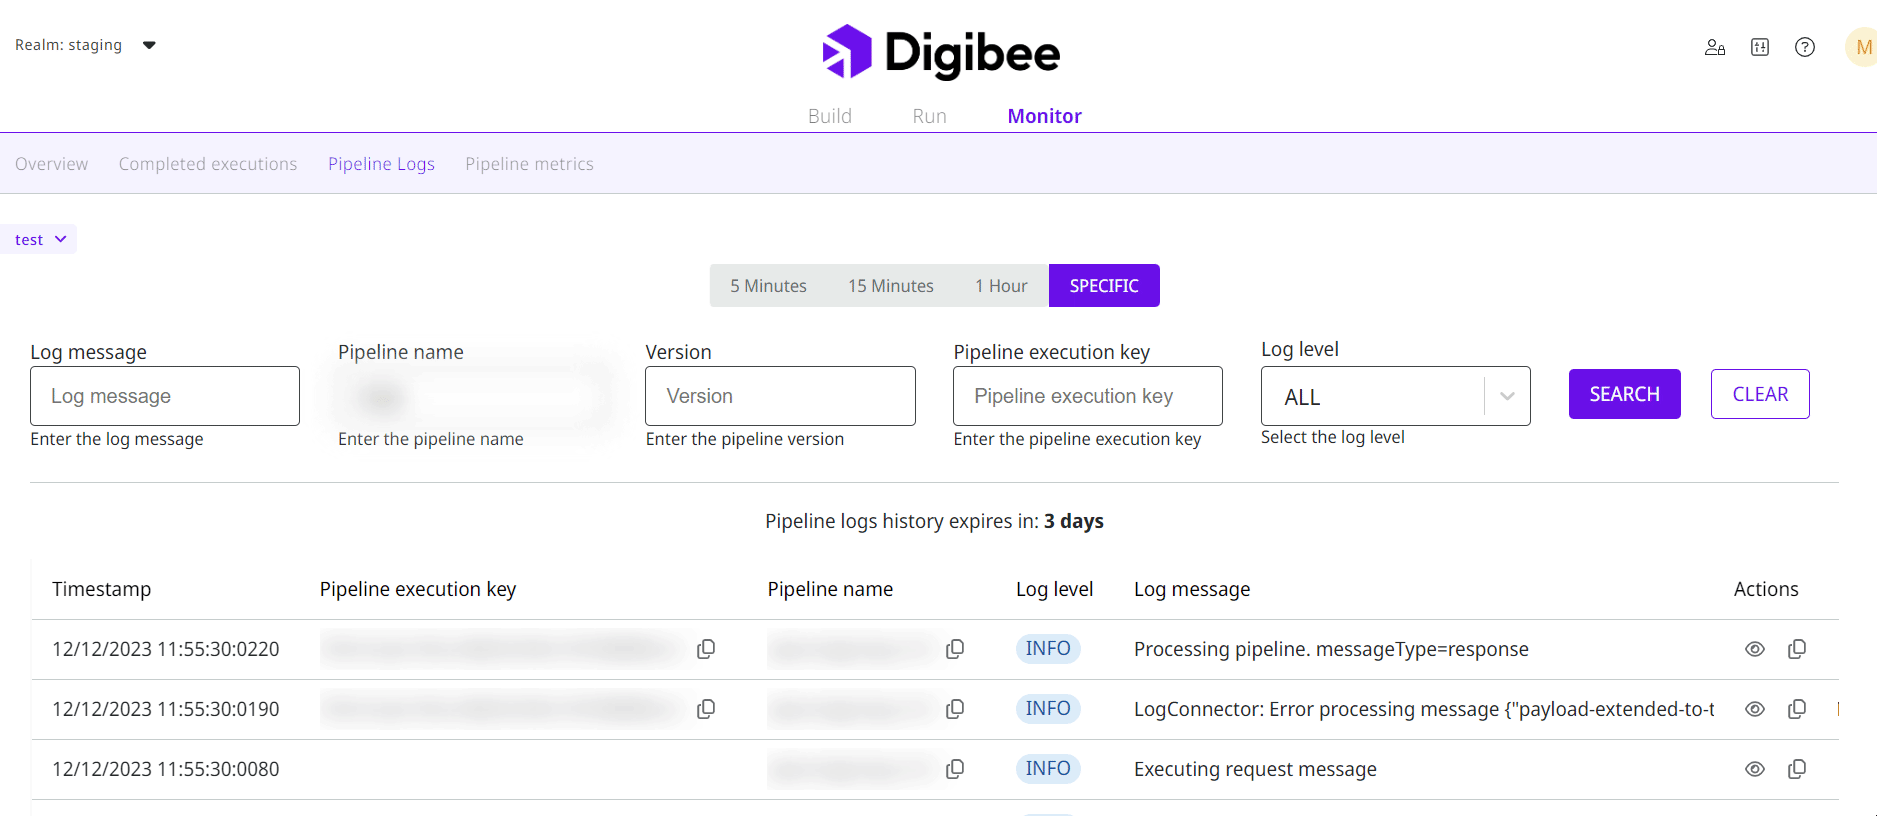 Realm: staging
Digibee
M
Build Run Monitor
Overview Completed executions Pipeline Logs Pipeline metrics
test
5 Minutes 15 Minutes 1 Hour SPECIFIC
Log message Pipeline name Version Pipeline execution key Log level
Log message Version Pipeline execution key ALL SEARCH CLEAR
Enter the log message Enter the pipeline name Enter the pipeline version Enter the pipeline execution key Select the log level
Pipeline logs history expires in: 3 days
Timestamp Pipeline execution key Pipeline name Log level Log message Actions
12/12/2023 11:55:30:0220 INFO Processing pipeline. messageType=response
12/12/2023 11:55:30:0190 INFO LogConnector: Error processing message {"payload-extended-to-t
12/12/2023 11:55:30:0080 INFO Executing request message